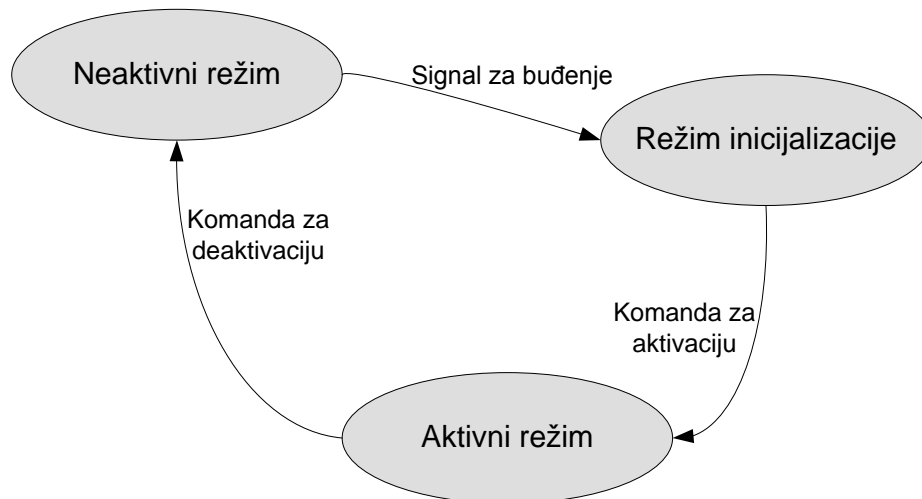 Neaktivni režim
Signal za buđenje
Režim inicijalizacije
Komanda za
deaktivaciju
Komanda za
aktivaciju
Aktivni režim